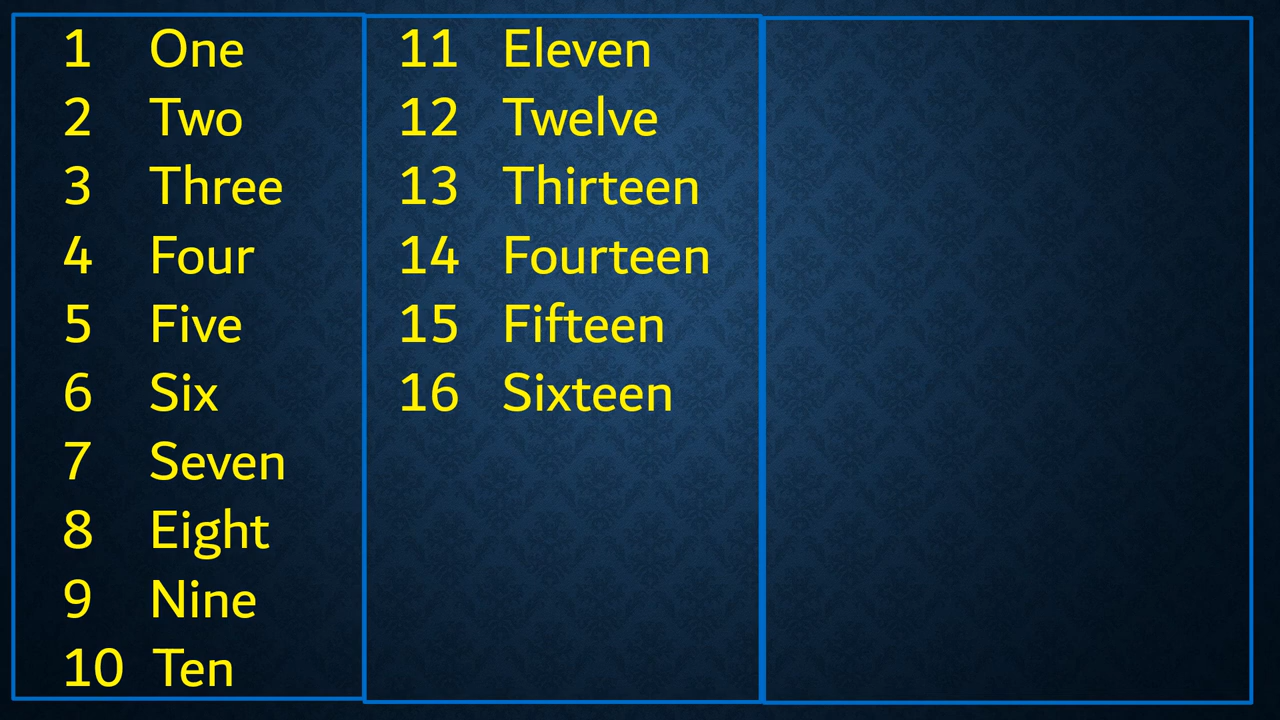 1 One
2 Two
3 Three
4 Four
5 Five
6 Six
7 Seven
8 Eight
9 Nine
10 Ten
11 Eleven
12 Twelve
13 Thirteen
14 Fourteen
15 Fifteen
16 Sixteen